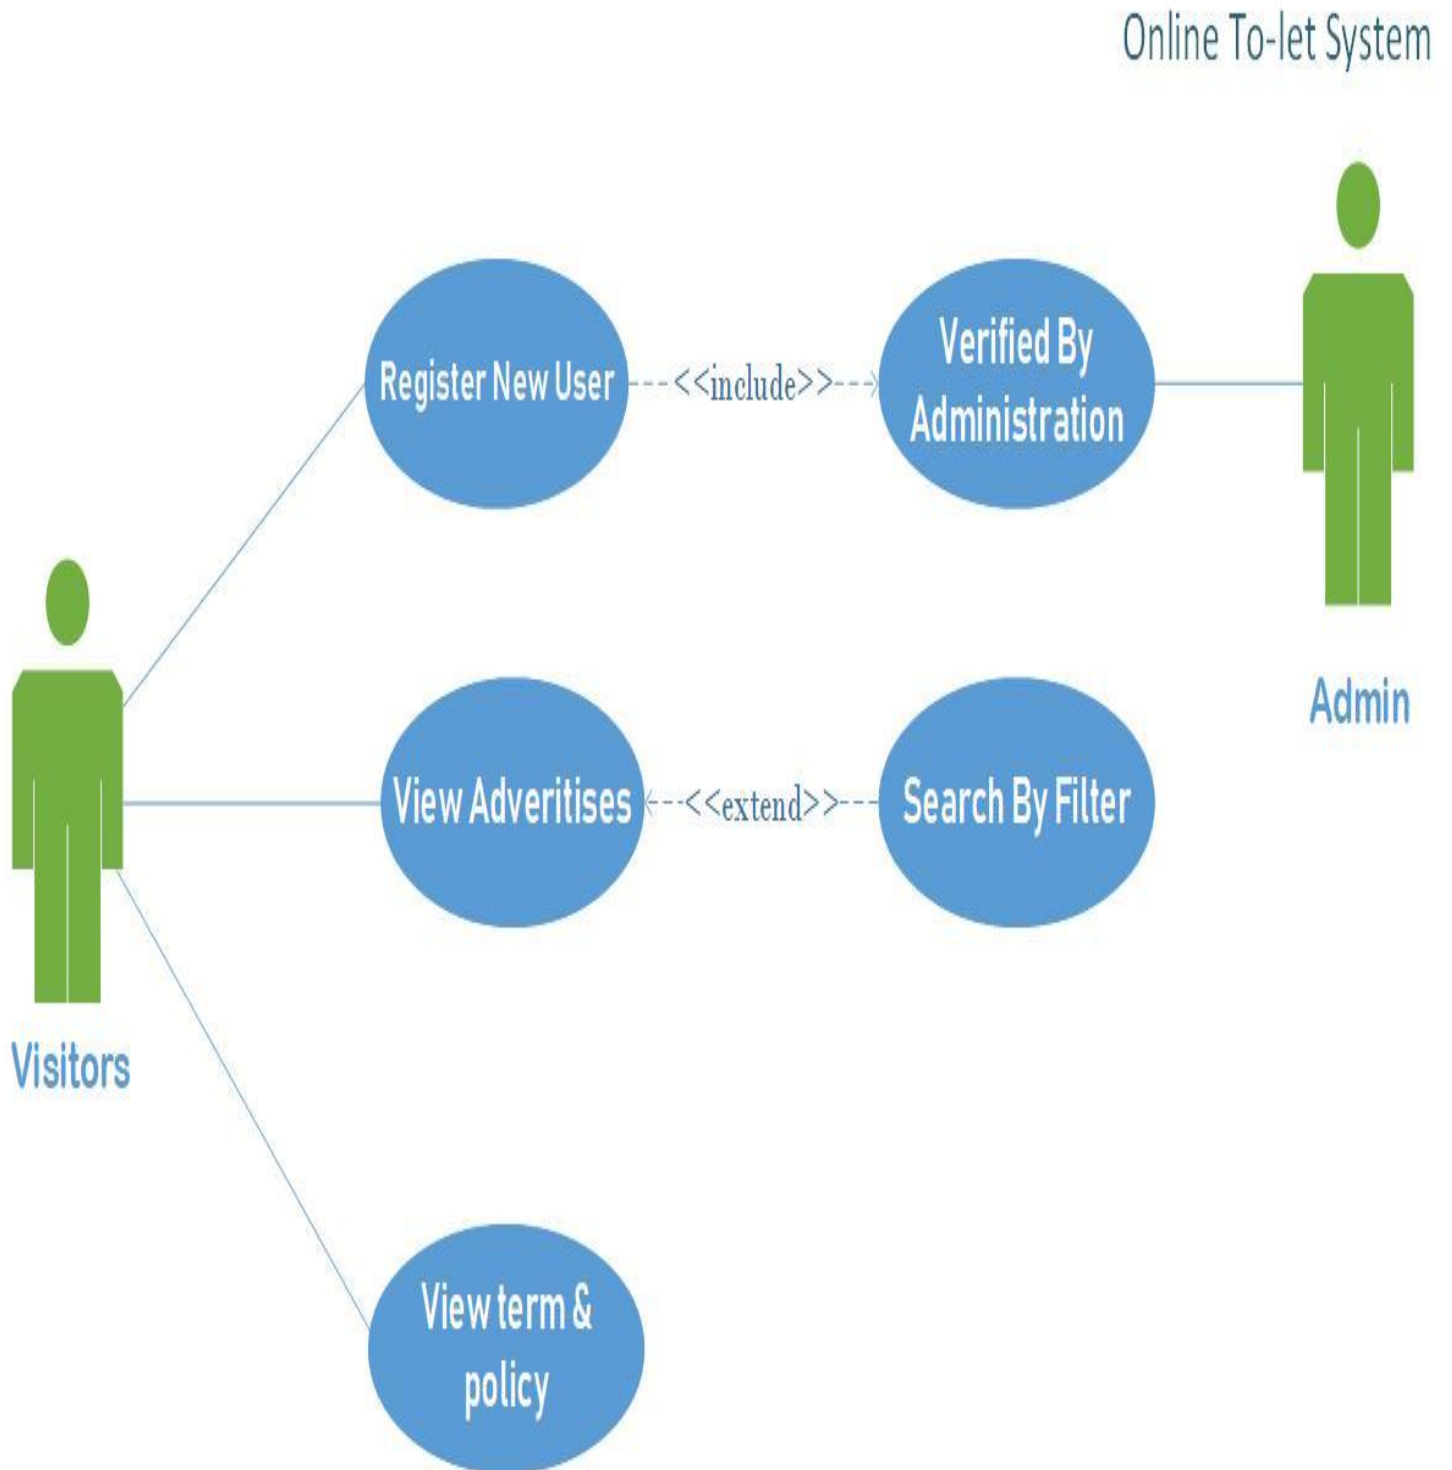 Online To-let System
Register New User
<<include>>
Verified By
Administration
Admin
View Adveritises
<<extend>>
Search By Filter
Visitors
View term &
policy